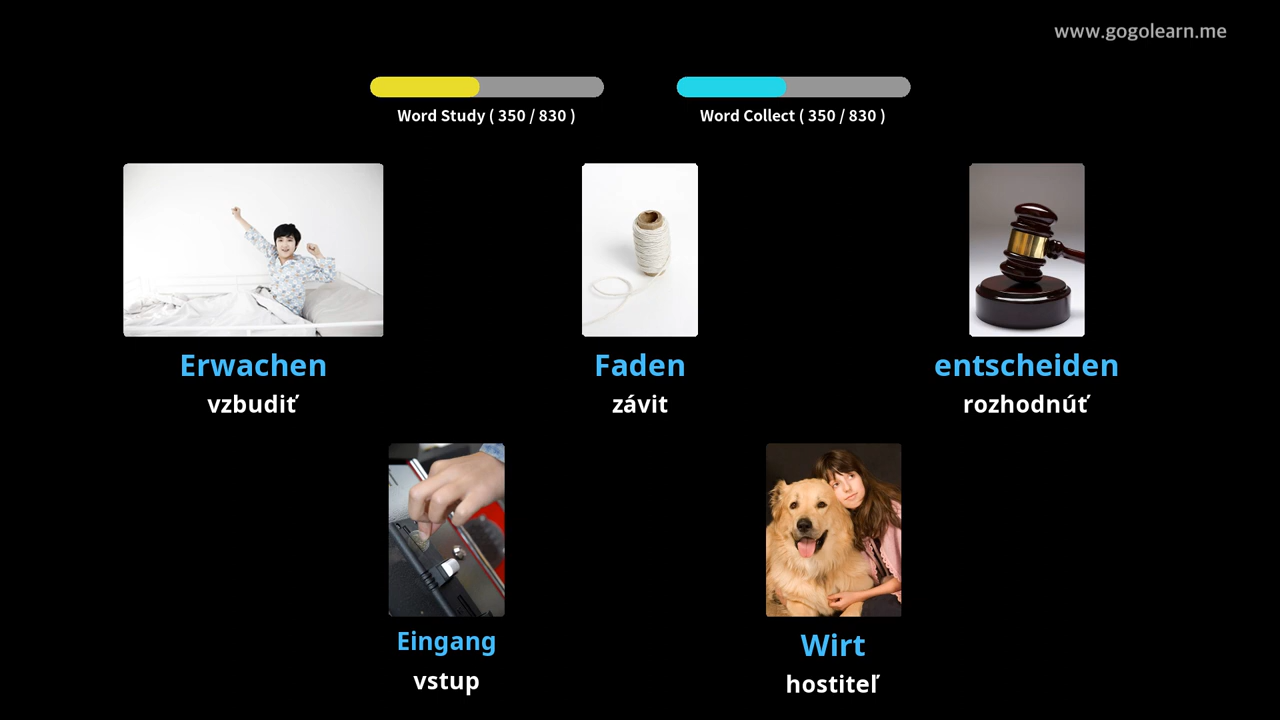 www.gogolearn.me
Word Study ( 350 / 830 )
Word Collect ( 350 / 830 )
Erwachen
vzbudiť
Faden
závit
entscheiden
rozhodnúť
Eingang
vstup
Wirt
hostiteľ